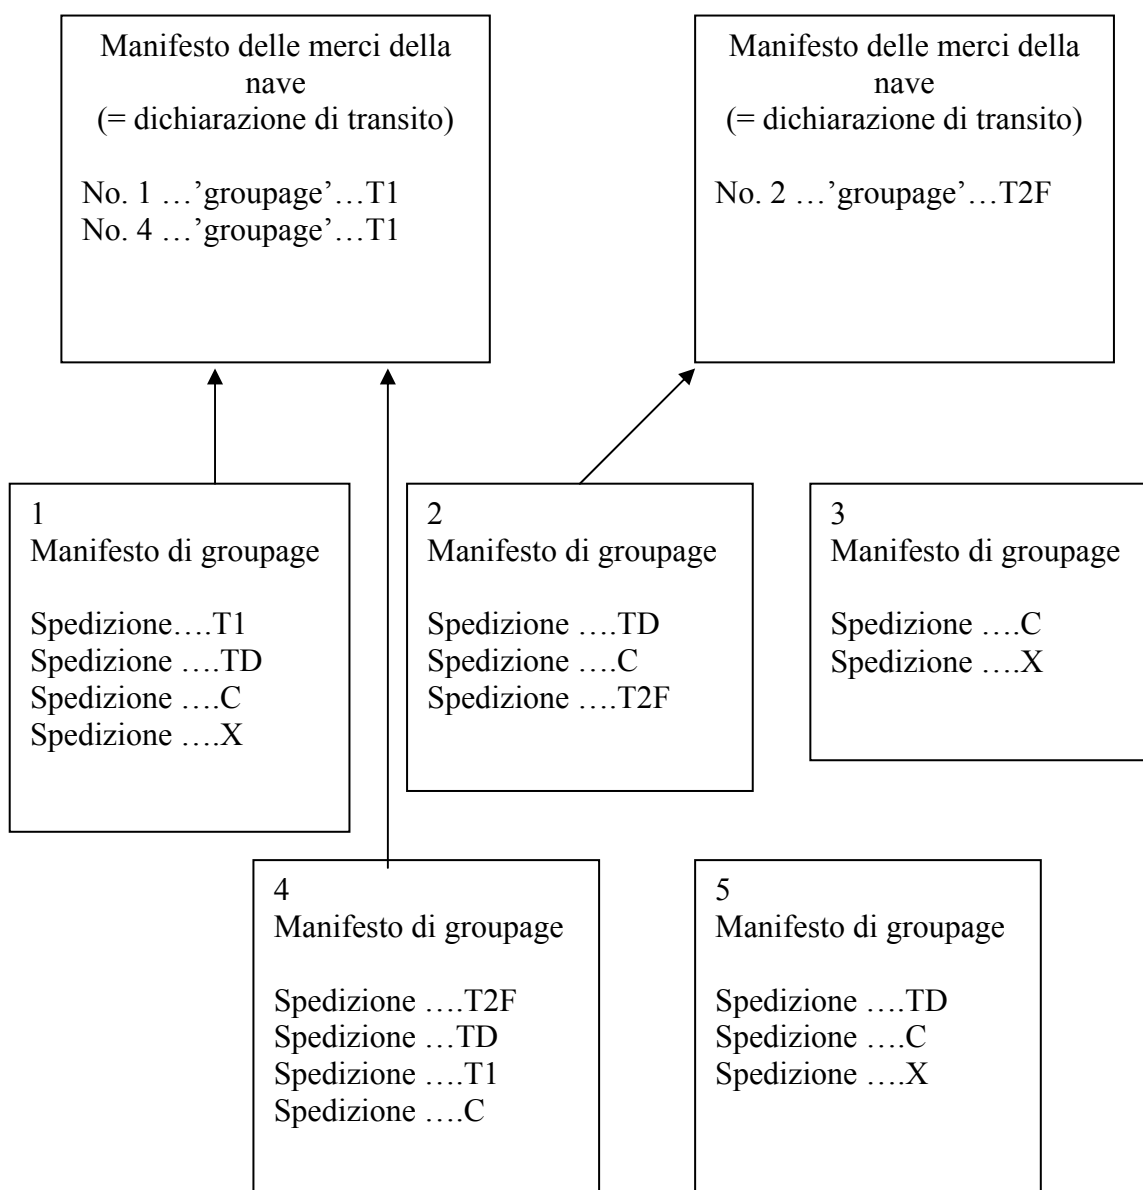 Manifesto delle merci della
nave
(= dichiarazione di transito)
No. 1 …’groupage’…T1
No. 4 …’groupage’…T1
Manifesto delle merci della
nave
(= dichiarazione di transito)
No. 2 …’groupage’…T2F
1
Manifesto di groupage
Spedizione….T1
Spedizione ….TD
Spedizione ….C
Spedizione ….X
2
Manifesto di groupage
Spedizione ….TD
Spedizione ….C
Spedizione ….T2F
3
Manifesto di groupage
Spedizione ….C
Spedizione ….X
4
Manifesto di groupage
Spedizione ….T2F
Spedizione …TD
Spedizione ….T1
Spedizione ….C
5
Manifesto di groupage
Spedizione ….TD
Spedizione ….C
Spedizione ….X